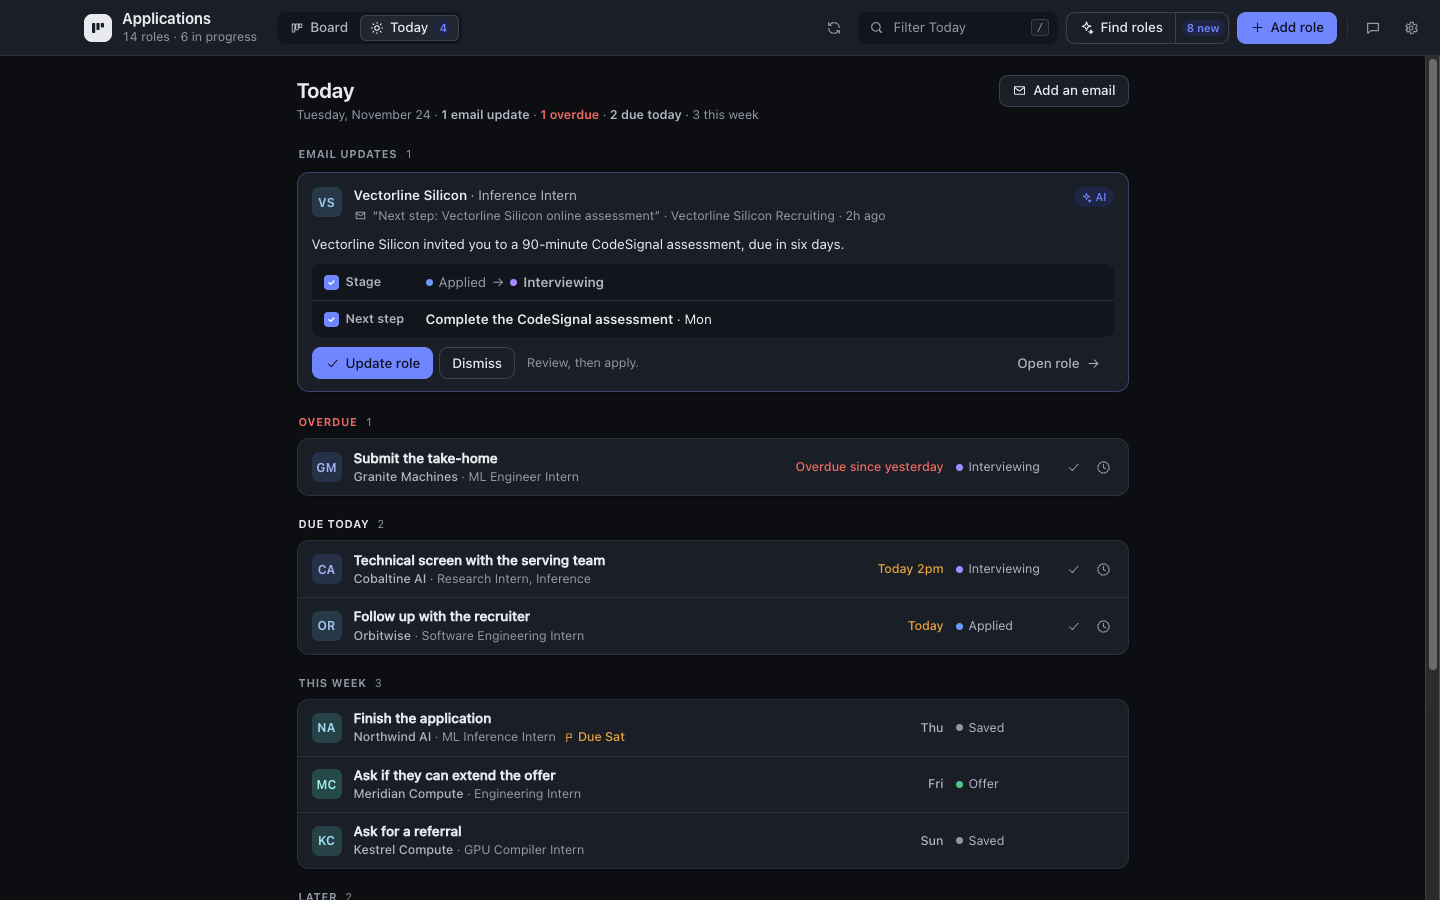 Applications
14 roles · 6 in progress
Board
Today 4
Filter Today /
Find roles 8 new
Add role
Today
Add an email
Tuesday, November 24 · 1 email update · 1 overdue · 2 due today · 3 this week
EMAIL UPDATES 1
VS
Vectorline Silicon · Inference Intern
AI
“Next step: Vectorline Silicon online assessment” · Vectorline Silicon Recruiting · 2h ago
Vectorline Silicon invited you to a 90-minute CodeSignal assessment, due in six days.
Stage Applied → Interviewing
Next step Complete the CodeSignal assessment · Mon
Update role Dismiss Review, then apply. Open role →
OVERDUE 1
GM
Submit the take-home
Granite Machines · ML Engineer Intern
Overdue since yesterday Interviewing
DUE TODAY 2
CA
Technical screen with the serving team
Cobaltine AI · Research Intern, Inference
Today 2pm Interviewing
OR
Follow up with the recruiter
Orbitwise · Software Engineering Intern
Today Applied
THIS WEEK 3
NA
Finish the application
Northwind AI · ML Inference Intern Due Sat
Thu Saved
MC
Ask if they can extend the offer
Meridian Compute · Engineering Intern
Fri Offer
KC
Ask for a referral
Kestrel Compute · GPU Compiler Intern
Sun Saved
LATER 2